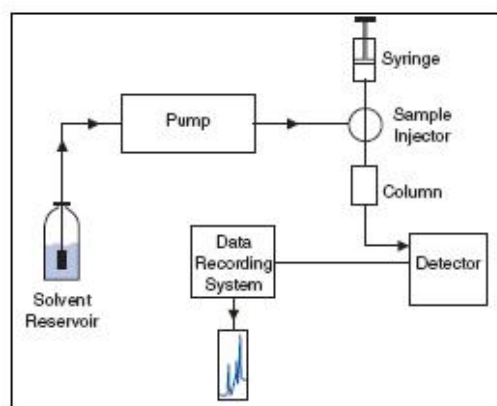 Syringe
Pump
Sample
Injector
Column
Data
Recording
System
Detector
Solvent
Reservoir